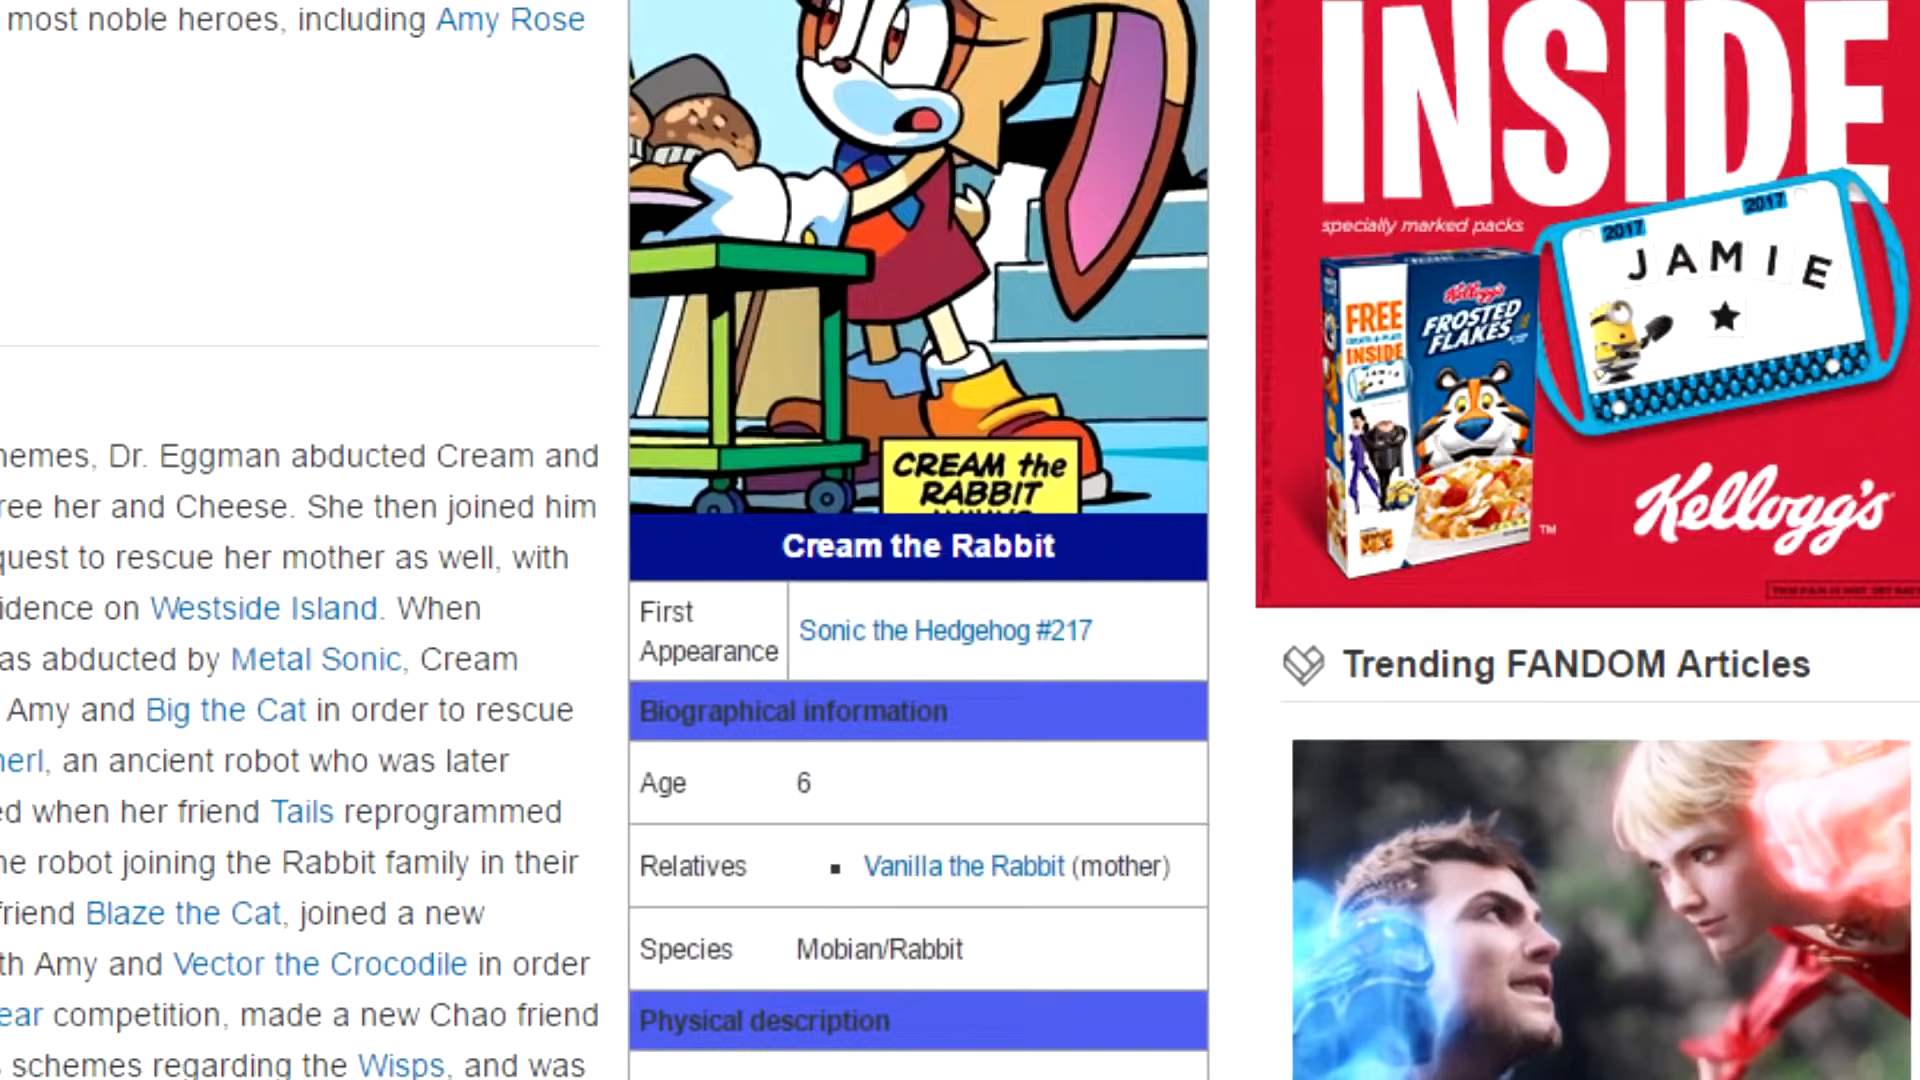 most noble heroes, including Amy Rose
hemes, Dr. Eggman abducted Cream and
ree her and Cheese. She then joined him
quest to rescue her mother as well, with
idence on Westside Island. When
as abducted by Metal Sonic, Cream
Amy and Big the Cat in order to rescue
nerl, an ancient robot who was later
ed when her friend Tails reprogrammed
ne robot joining the Rabbit family in their
friend Blaze the Cat, joined a new
th Amy and Vector the Crocodile in order
ear competition, made a new Chao friend
s schemes regarding the Wisps, and was
CREAM the
RABBIT
Cream the Rabbit
First
Appearance
Sonic the Hedgehog #217
Biographical information
Age 6
Relatives
▪ Vanilla the Rabbit (mother)
Species Mobian/Rabbit
Physical description
INSIDE
specially marked packs
2017
2017
JAMIE
FREE
INSIDE
Kellogg's
FROSTED
FLAKES
Kellogg's
TM
Trending FANDOM Articles